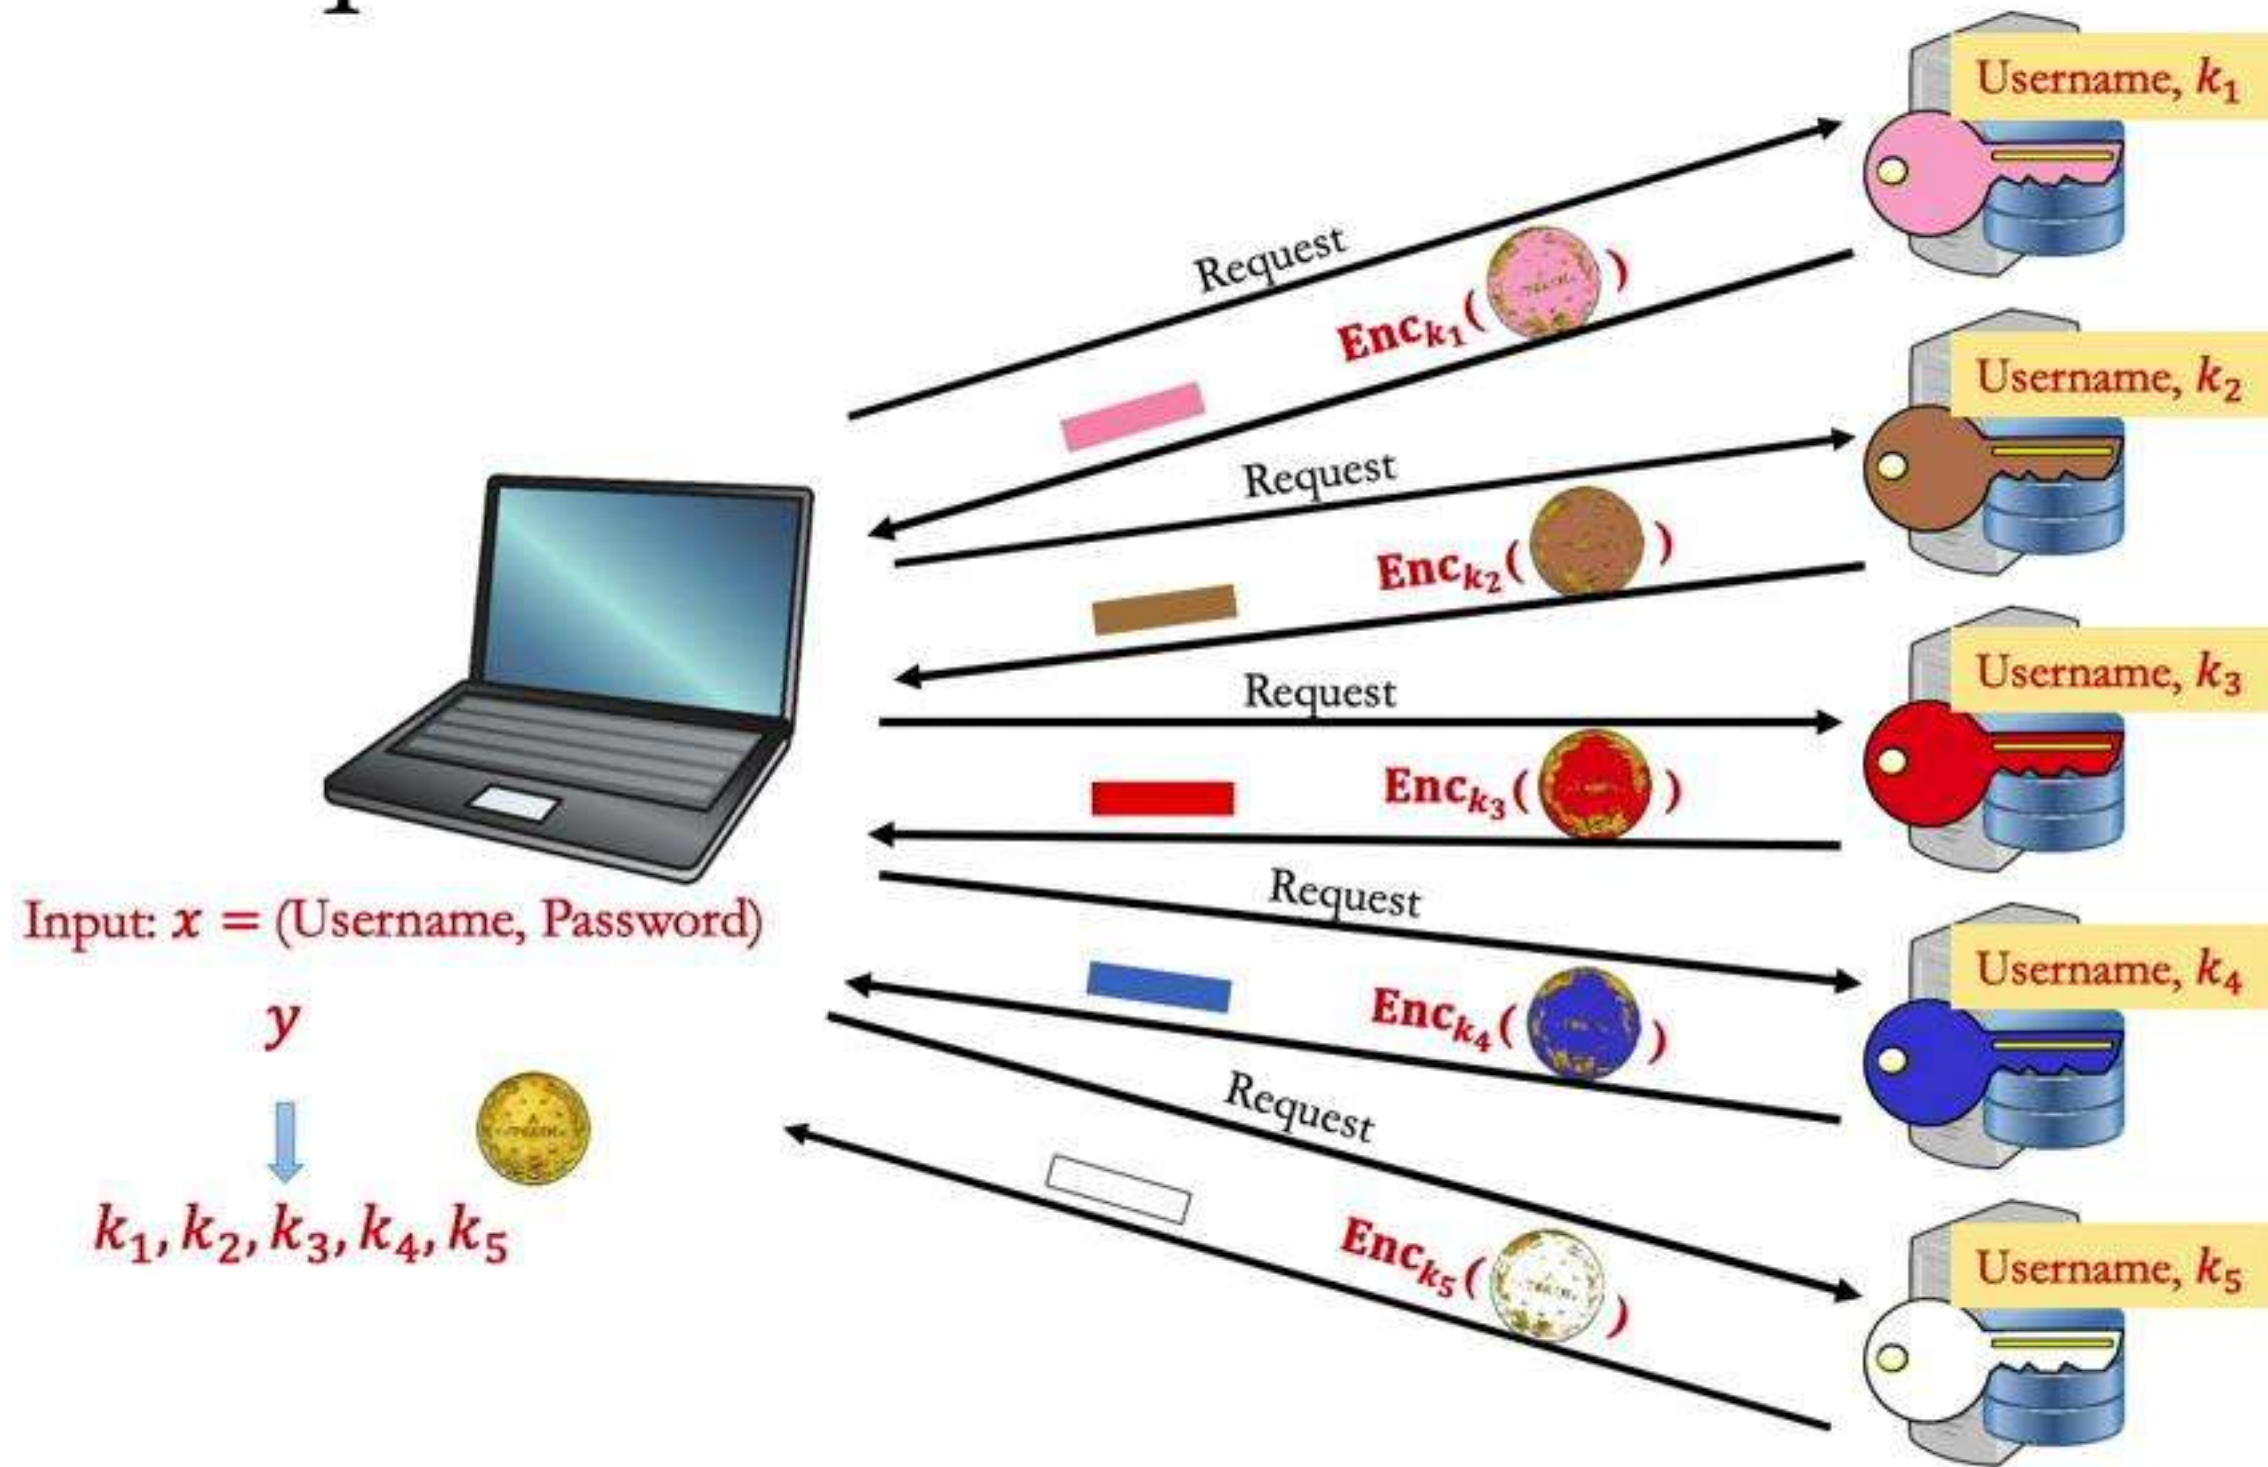 Username, k₁
Request
Enc_k₁( )
Username, k₂
Request
Enc_k₂( )
Username, k₃
Request
Enc_k₃( )
Input: x = (Username, Password)
Request
Username, k₄
y
Enc_k₄( )
Request
k₁, k₂, k₃, k₄, k₅
Enc_k₅( )
Username, k₅